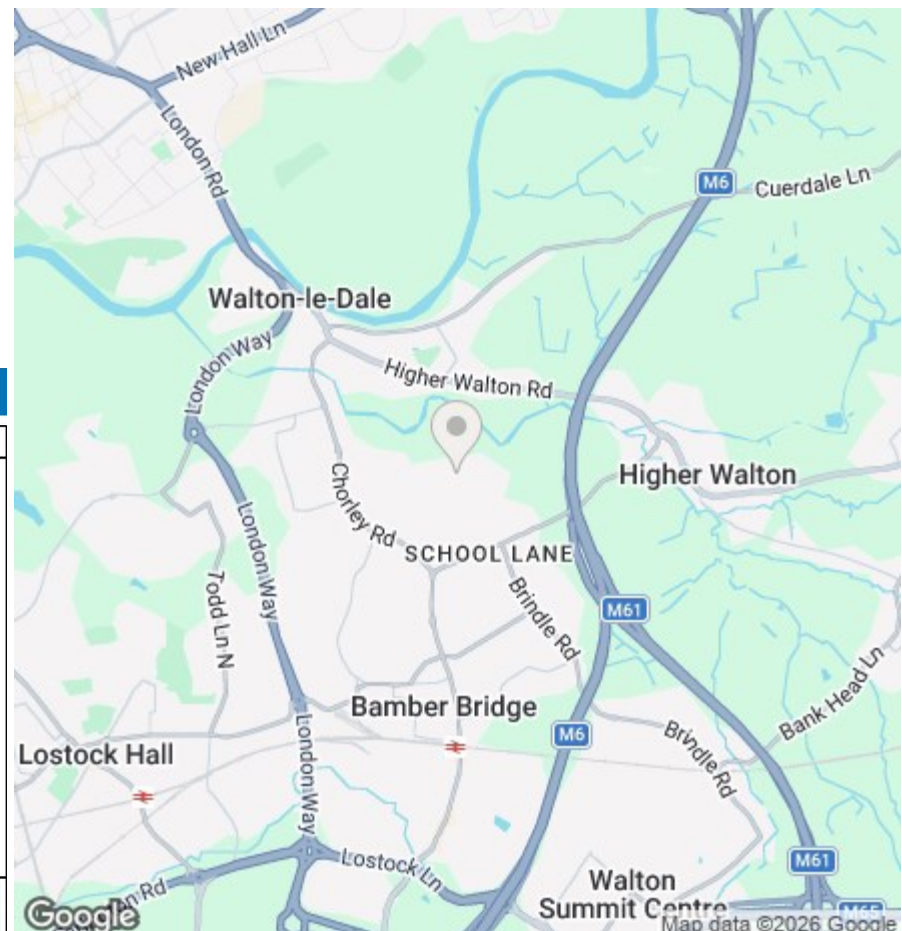 New Hall Ln
London Rd
M6
Cuerdale Ln
Walton-le-Dale
London Way
Higher Walton Rd
Higher Walton
Chorley Rd
London Way
SCHOOL LANE
Todd Ln N
Brindle Rd
M61
Bank Head Ln
Bamber Bridge
M6
Brindle Rd
Lostock Hall
London Way
Lostock Ln
M61
Walton
Summit Centre
M65
Rd
Google
Map data ©2026 Google